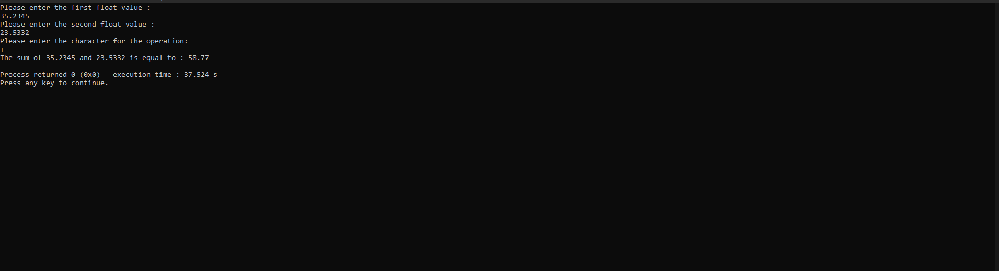 Please enter the first float value :
35.2345
Please enter the second float value :
23.5332
Please enter the character for the operation:
+
The sum of 35.2345 and 23.5332 is equal to : 58.77
Process returned 0 (0x0)   execution time : 37.524 s
Press any key to continue.